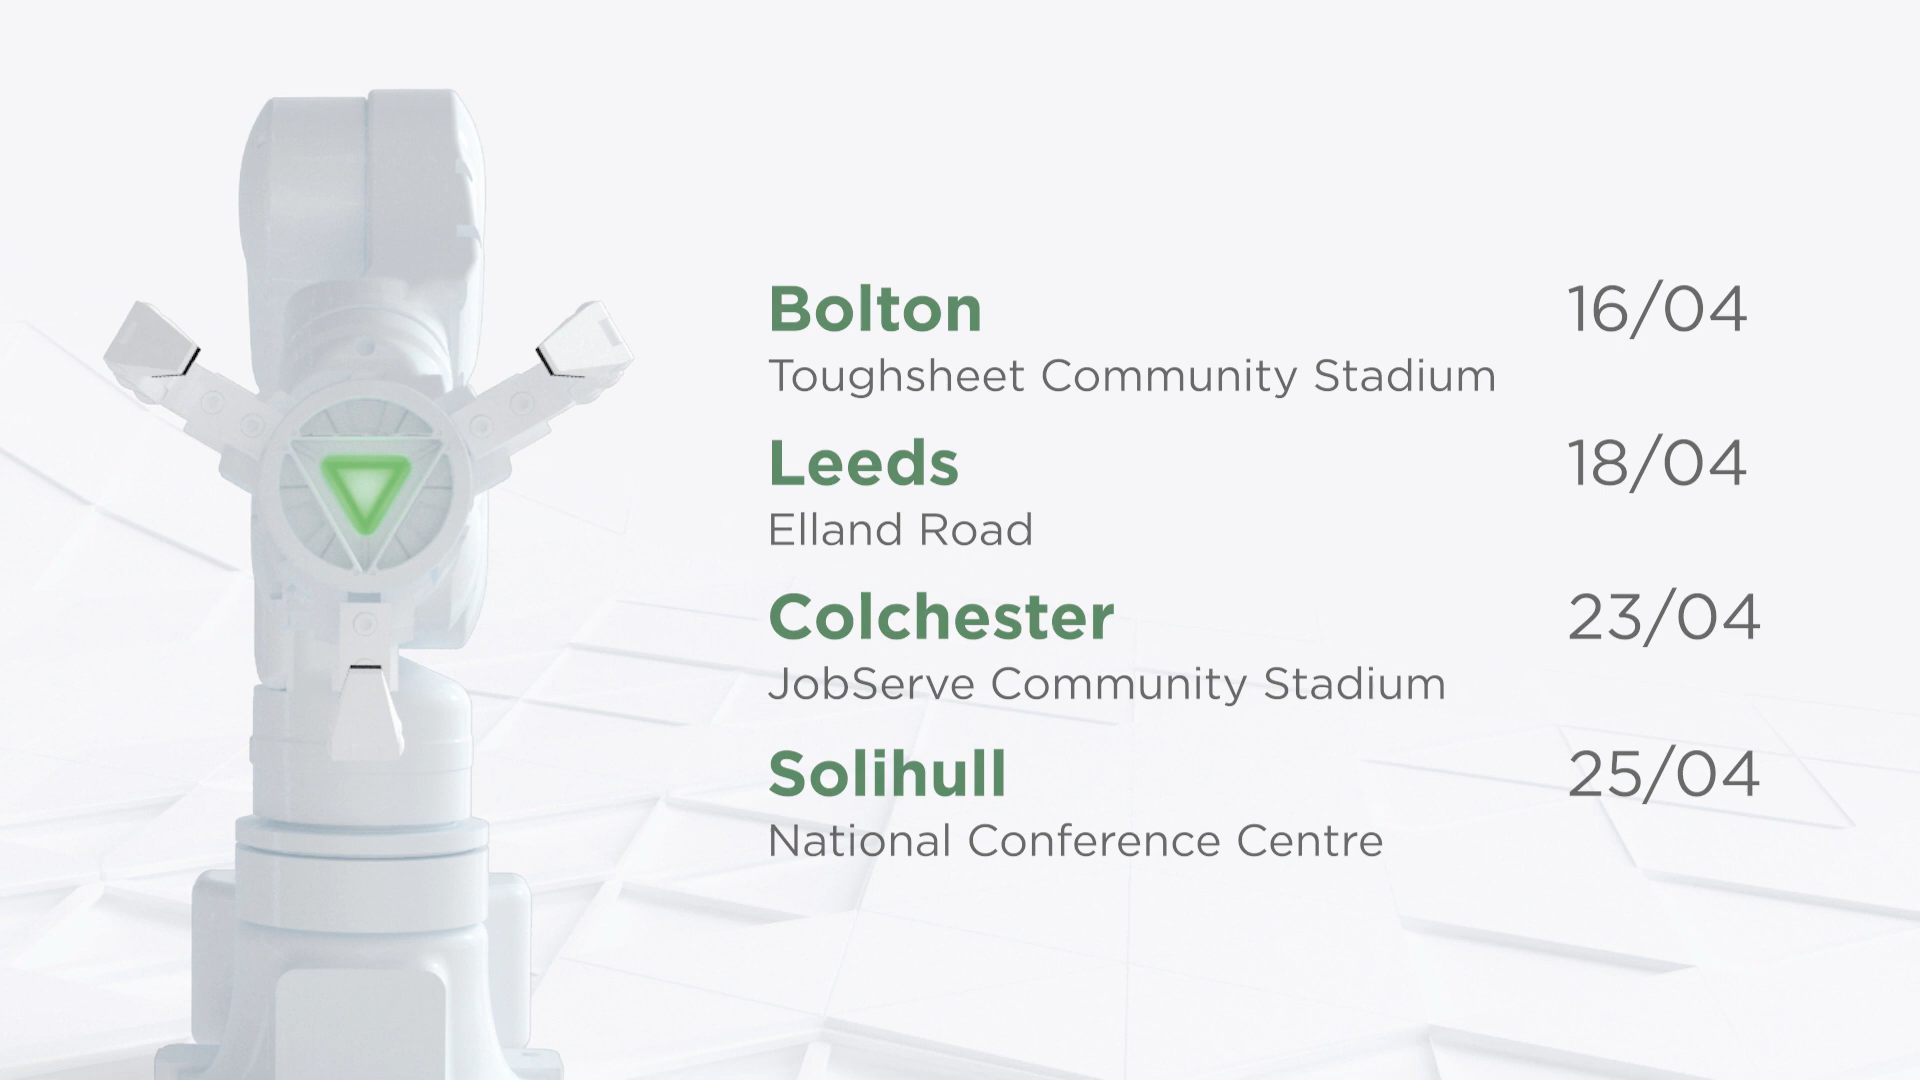 Bolton 16/04
Toughsheet Community Stadium
Leeds 18/04
Elland Road
Colchester 23/04
JobServe Community Stadium
Solihull 25/04
National Conference Centre